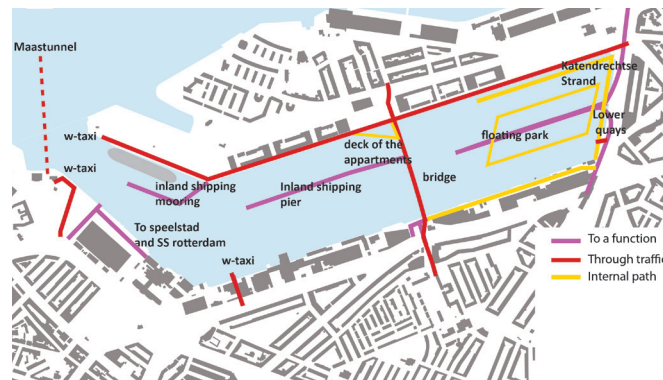 Maastunnel
Katendrechtse
Strand
w-taxi
Lower
quays
floating park
deck of the
appartments
w-taxi
bridge
inland shipping
mooring
Inland shipping
pier
To speelstad
and SS rotterdam
w-taxi
To a function
Through traffic
Internal path